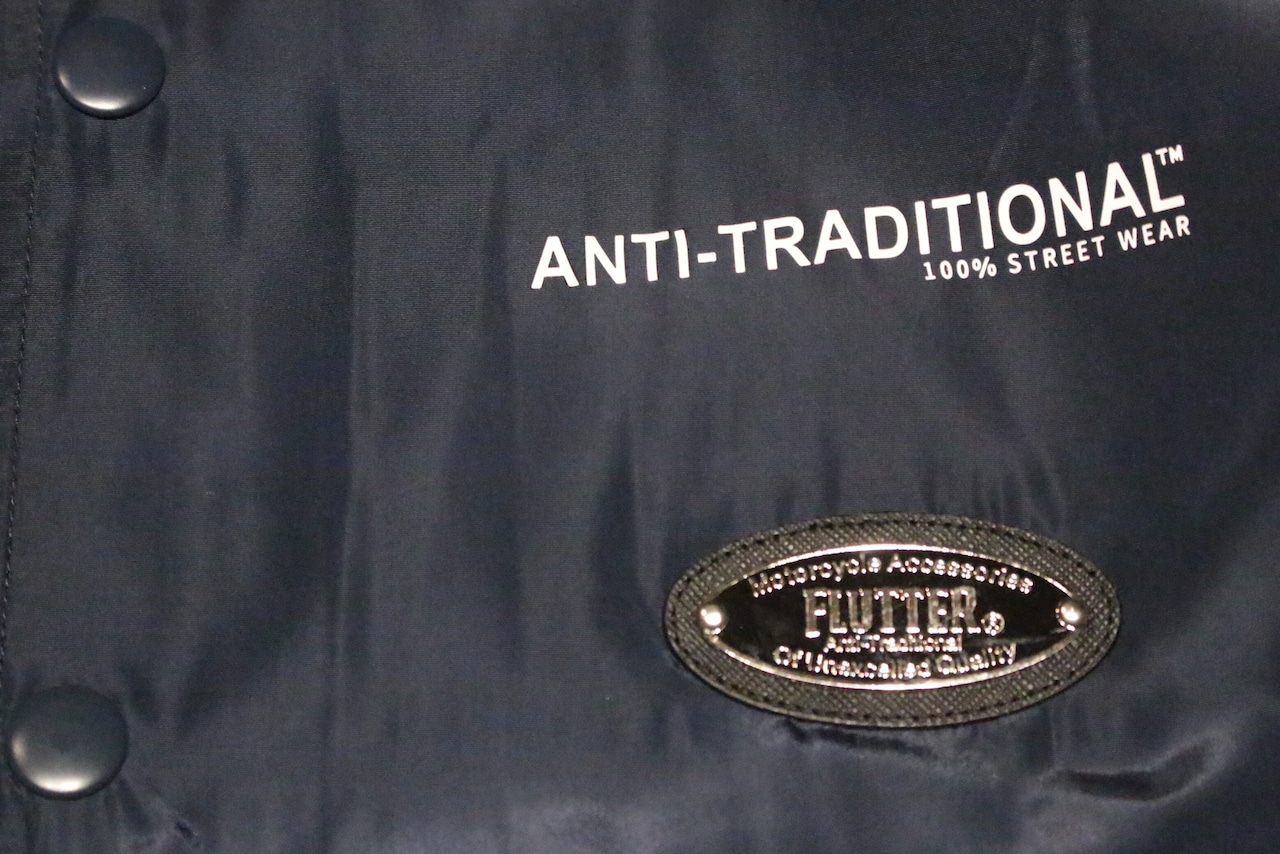 ANTI-TRADITIONAL™
100% STREET WEAR
Motorcycle Accessories
FLUTTER®
Anti-Traditional
Of Unexcelled Quality